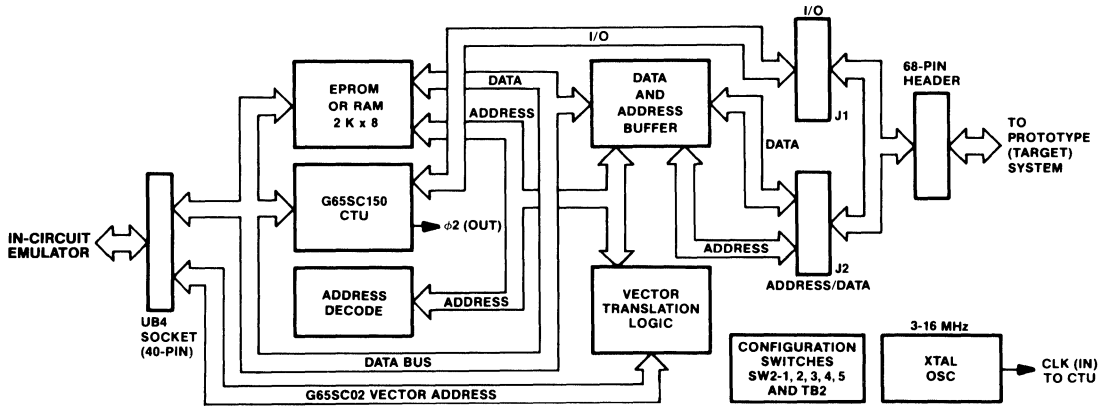 I/O
I/O
68-PIN
HEADER
EPROM
OR RAM
2 K x 8
DATA
ADDRESS
DATA
AND
ADDRESS
BUFFER
J1
DATA
TO
PROTOTYPE
(TARGET)
SYSTEM
G65SC150
CTU
ϕ2 (OUT)
IN-CIRCUIT
EMULATOR
ADDRESS
J2
ADDRESS/DATA
ADDRESS
DECODE
ADDRESS
VECTOR
TRANSLATION
LOGIC
UB4
SOCKET
(40-PIN)
DATA BUS
G65SC02 VECTOR ADDRESS
CONFIGURATION
SWITCHES
SW2-1, 2, 3, 4, 5
AND TB2
3-16 MHz
XTAL
OSC
CLK (IN)
TO CTU